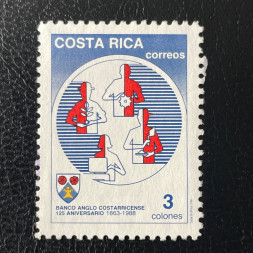 COSTA RICA
correos
BANCO ANGLO COSTARRICENSE
125 ANIVERSARIO 1863-1988
3
colones